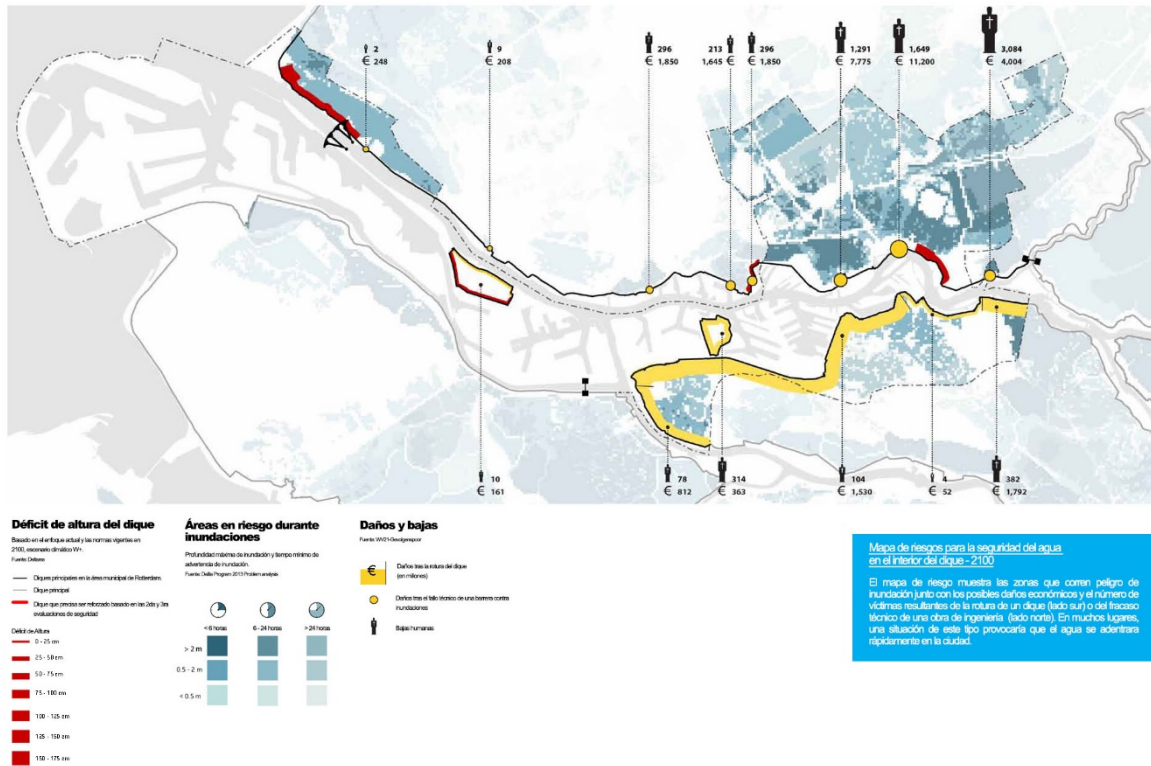 2
€ 248
9
€ 208
296
€ 1,850
213
1,645 €
296
€ 1,850
1,291
€ 7,775
1,649
€ 11,200
3,084
€ 4,004
10
€ 161
78
€ 812
314
€ 363
104
€ 1,530
4
€ 52
382
€ 1,792
Déficit de altura del dique
Basado en el enfoque actual y las normas vigentes en
2100, escenario climático W+.
Fuente: Deltares
Diques principales en la área municipal de Rotterdam.
Dique principal
Dique que precisa ser reforzado basado en las 2da y 3ra
evaluaciones de seguridad
Déficit de Altura
0 - 25 cm
25 - 50 cm
50 - 75 cm
75 - 100 cm
100 - 135 cm
135 - 150 cm
150 - 175 cm
Áreas en riesgo durante
inundaciones
Profundidad máxima de inundación y tiempo mínimo de
advertencia de inundación.
Fuente: Delta Program 2013 Problem analysis.
< 6 horas
6 - 24 horas
> 24 horas
> 2 m
0.5 - 2 m
< 0.5 m
Daños y bajas
Fuente: WV21-Gevolgenspoor
€
Daños tras la rotura del dique
(en millones)
Daños tras el fallo técnico de una barrera contra
inundaciones
Bajas humanas
Mapa de riesgos para la seguridad del agua
en el interior del dique - 2100
El mapa de riesgo muestra las zonas que corren peligro de
inundación junto con los posibles daños económicos y el número de
víctimas resultantes de la rotura de un dique (lado sur) o del fracaso
técnico de una obra de ingeniería (lado norte). En muchos lugares,
una situación de este tipo provocaría que el agua se adentrara
rápidamente en la ciudad.